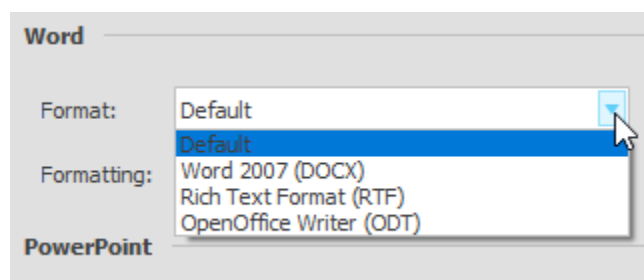 Word
Format:
Default
Default
Word 2007 (DOCX)
Formatting:
Rich Text Format (RTF)
OpenOffice Writer (ODT)
PowerPoint